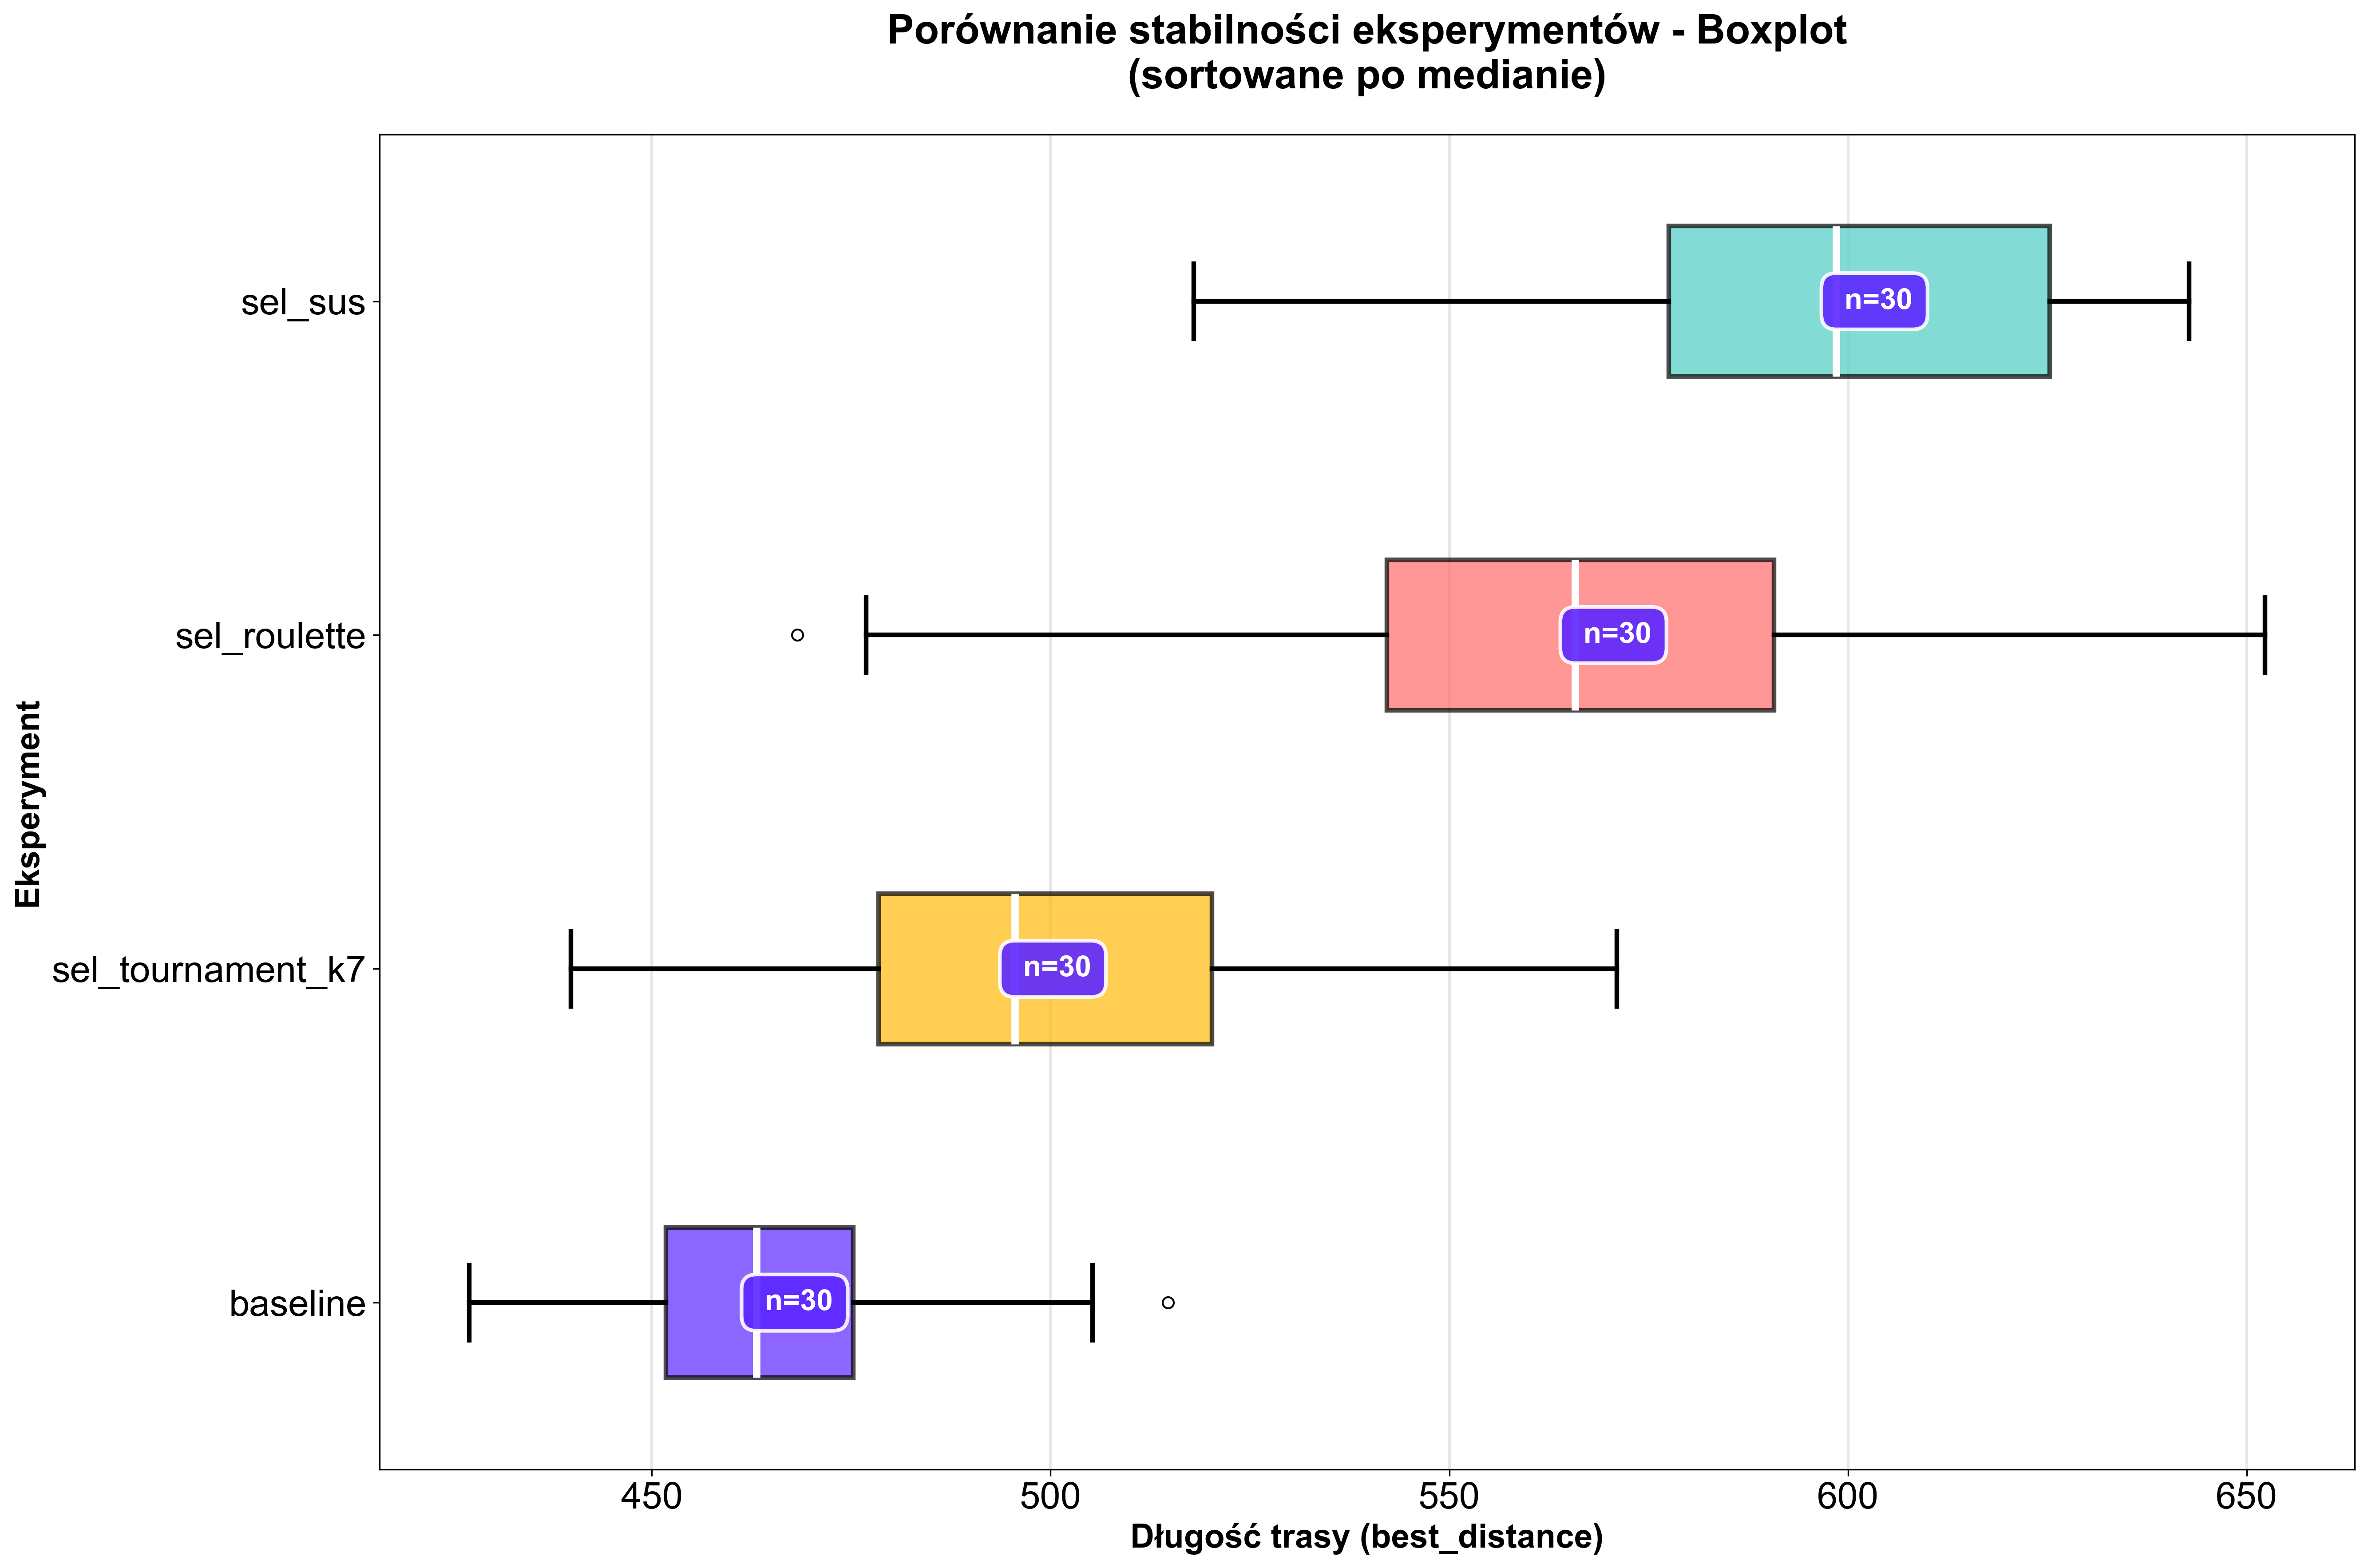 Porównanie stabilności eksperymentów - Boxplot
(sortowane po medianie)
Eksperyment
sel_sus
n=30
sel_roulette
n=30
sel_tournament_k7
n=30
baseline
n=30
450
500
550
600
650
Długość trasy (best_distance)